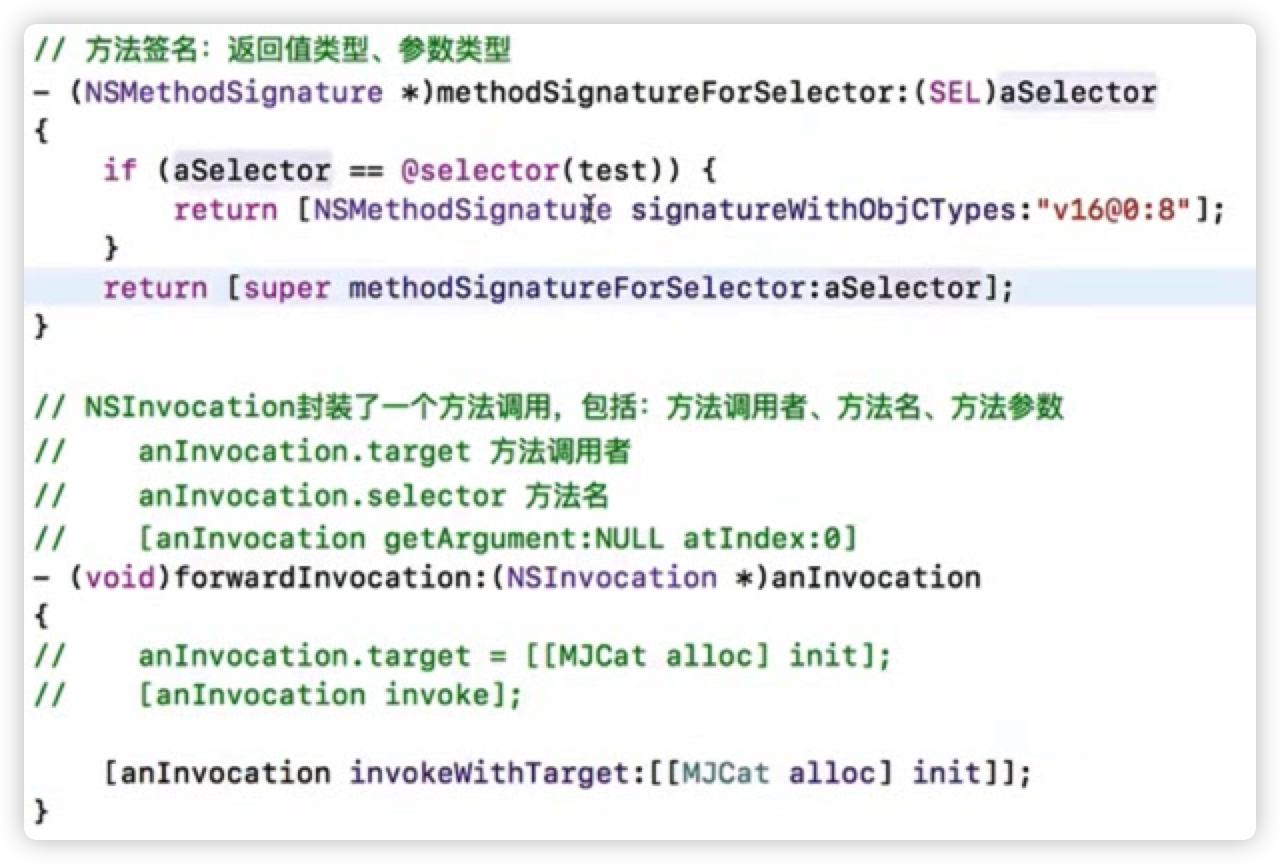 // 方法签名：返回值类型、参数类型
- (NSMethodSignature *)methodSignatureForSelector:(SEL)aSelector
{
    if (aSelector == @selector(test)) {
        return [NSMethodSignature signatureWithObjCTypes:"v16@0:8"];
    }
    return [super methodSignatureForSelector:aSelector];
}
// NSInvocation封装了一个方法调用，包括：方法调用者、方法名、方法参数
//    anInvocation.target 方法调用者
//    anInvocation.selector 方法名
//    [anInvocation getArgument:NULL atIndex:0]
- (void)forwardInvocation:(NSInvocation *)anInvocation
{
//    anInvocation.target = [[MJCat alloc] init];
//    [anInvocation invoke];
    [anInvocation invokeWithTarget:[[MJCat alloc] init]];
}